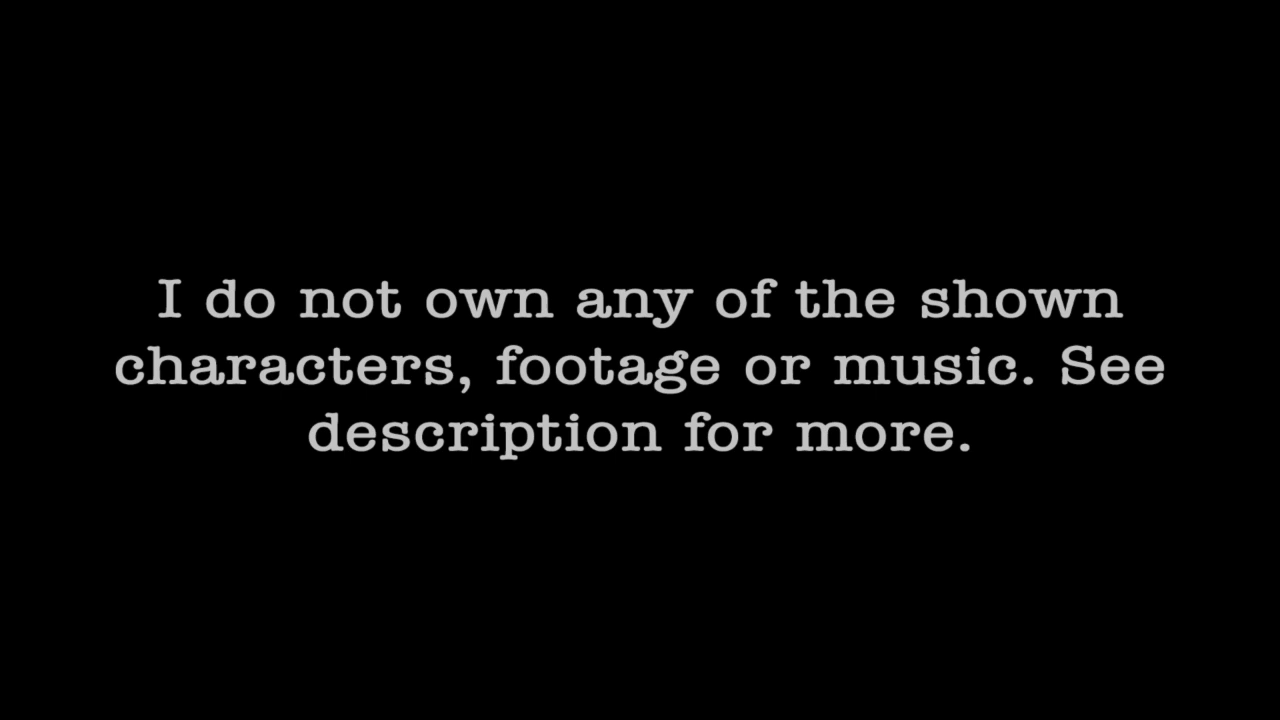 I do not own any of the shown
characters, footage or music. See
description for more.